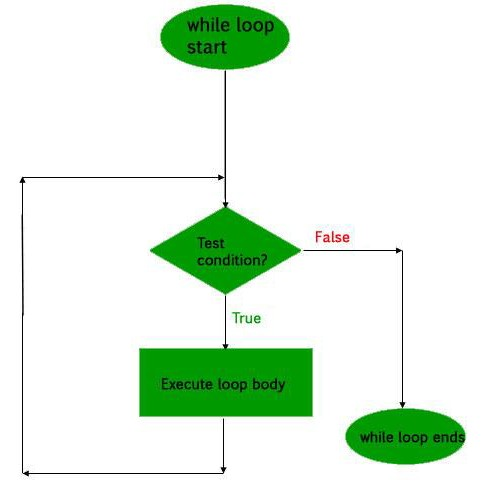 while loop
start
Test
condition?
False
True
Execute loop body
while loop ends